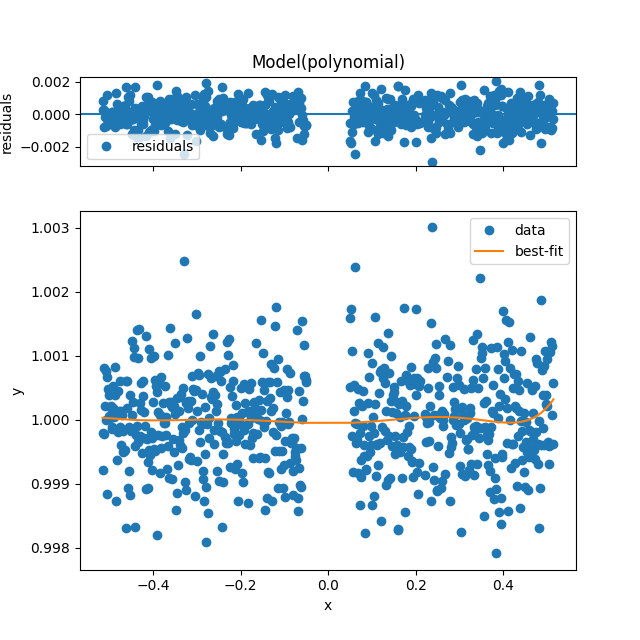 Model(polynomial)
residuals
0.002
0.000
−0.002
residuals
y
1.003
1.002
1.001
1.000
0.999
0.998
data
best-fit
−0.4 −0.2 0.0 0.2 0.4
x